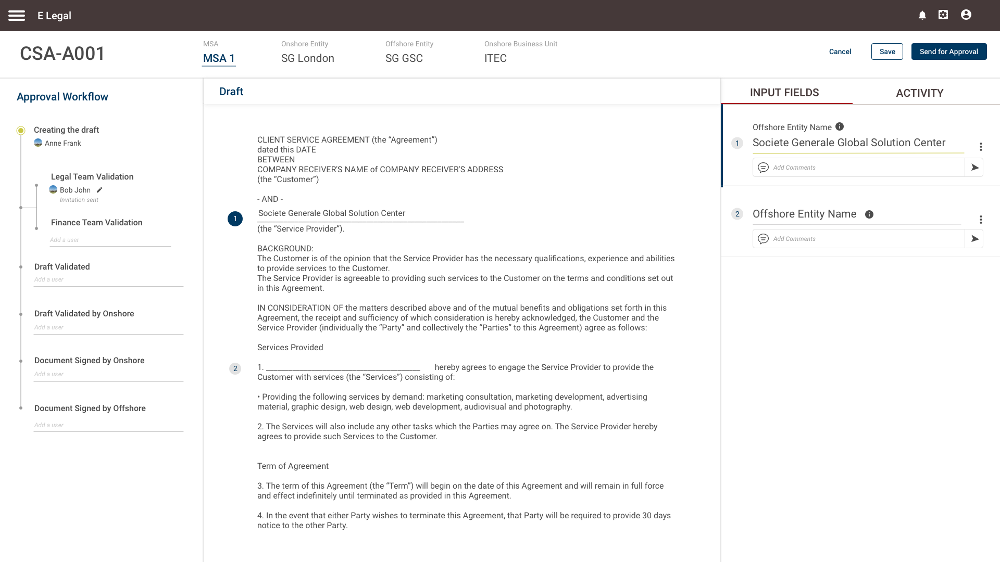 E Legal
CSA-A001
MSA
MSA 1
Onshore Entity
SG London
Offshore Entity
SG GSC
Onshore Business Unit
ITEC
Cancel
Save
Send for Approval
Approval Workflow
Creating the draft
Anne Frank
Legal Team Validation
Bob John
Invitation sent
Finance Team Validation
Add a user
Draft Validated
Add a user
Draft Validated by Onshore
Add a user
Document Signed by Onshore
Add a user
Document Signed by Offshore
Add a user
Draft
CLIENT SERVICE AGREEMENT (the “Agreement”)
dated this DATE
BETWEEN
COMPANY RECEIVER'S NAME of COMPANY RECEIVER'S ADDRESS
(the “Customer”)
- AND -
1 Societe Generale Global Solution Center
(the “Service Provider”).
BACKGROUND:
The Customer is of the opinion that the Service Provider has the necessary qualifications, experience and abilities
to provide services to the Customer.
The Service Provider is agreeable to providing such services to the Customer on the terms and conditions set out
in this Agreement.
IN CONSIDERATION OF the matters described above and of the mutual benefits and obligations set forth in this
Agreement, the receipt and sufficiency of which consideration is hereby acknowledged, the Customer and the
Service Provider (individually the “Party” and collectively the “Parties” to this Agreement) agree as follows:
Services Provided
2 1. ____________________________________ hereby agrees to engage the Service Provider to provide the
Customer with services (the “Services”) consisting of:
• Providing the following services by demand: marketing consultation, marketing development, advertising
material, graphic design, web design, web development, audiovisual and photography.
2. The Services will also include any other tasks which the Parties may agree on. The Service Provider hereby
agrees to provide such Services to the Customer.
Term of Agreement
3. The term of this Agreement (the “Term”) will begin on the date of this Agreement and will remain in full force
and effect indefinitely until terminated as provided in this Agreement.
4. In the event that either Party wishes to terminate this Agreement, that Party will be required to provide 30 days
notice to the other Party.
INPUT FIELDS
ACTIVITY
Offshore Entity Name
1 Societe Generale Global Solution Center
Add Comments
2 Offshore Entity Name
Add Comments